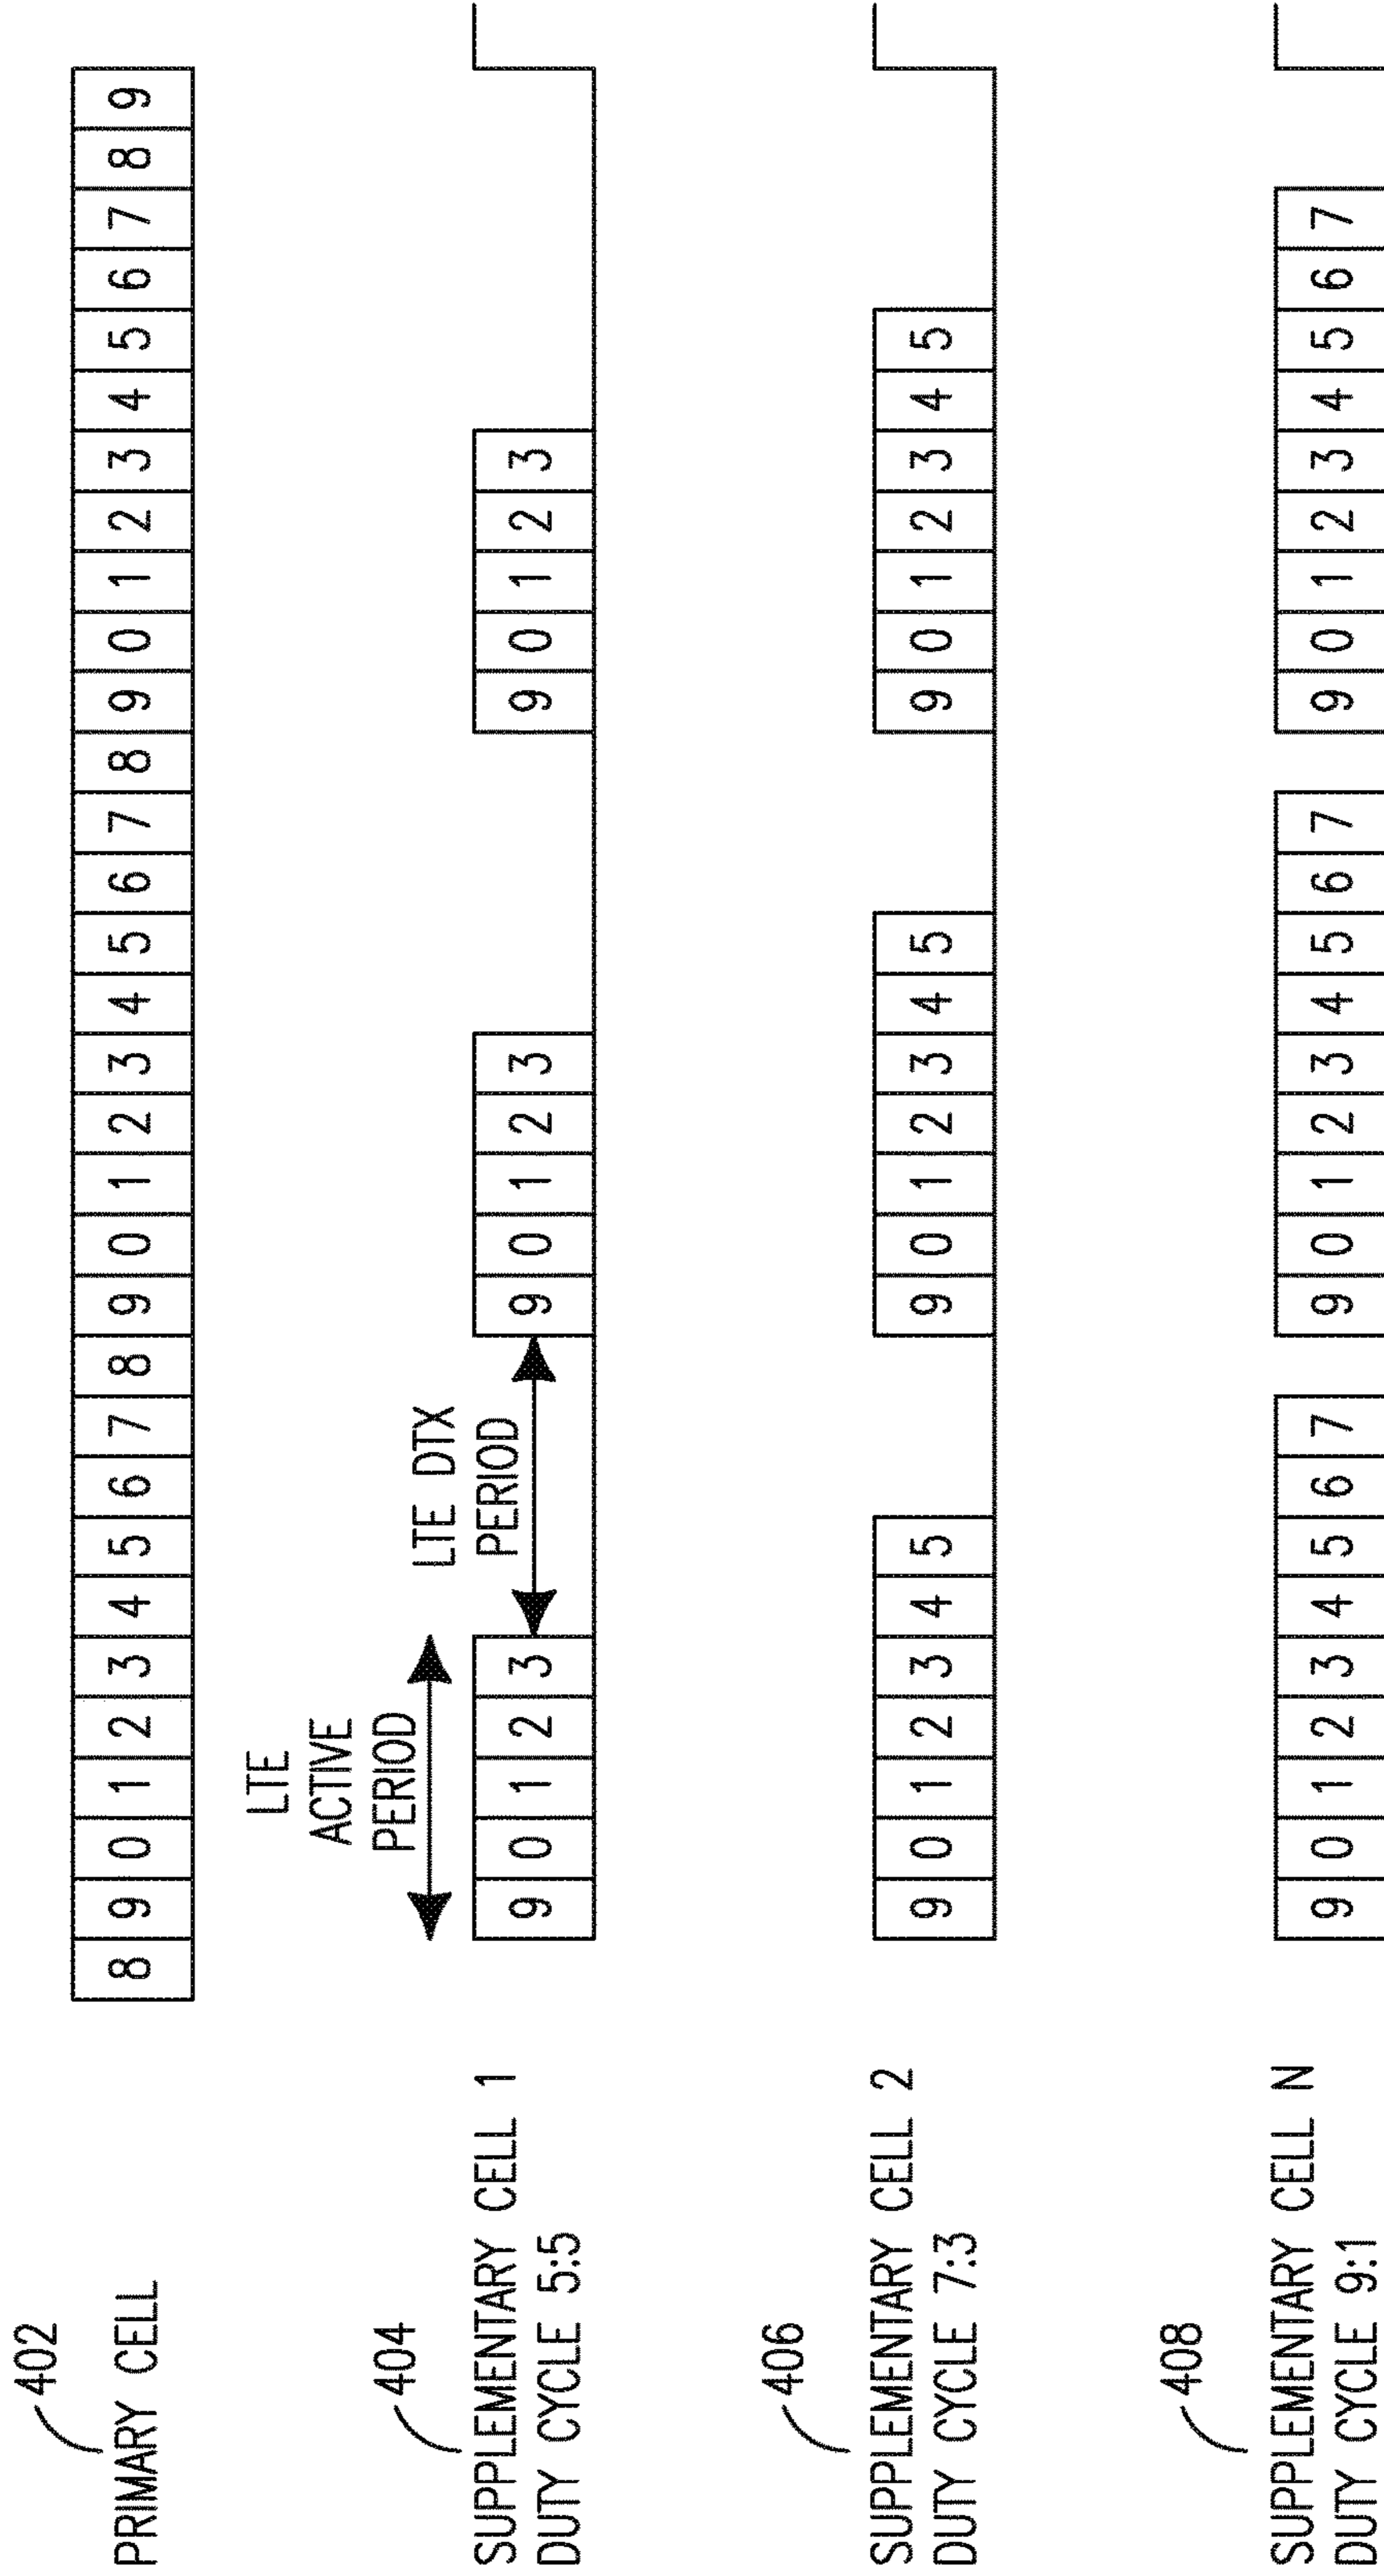 402
PRIMARY CELL
8 9 0 1 2 3 4 5 6 7 8 9 0 1 2 3 4 5 6 7 8 9 0 1 2 3 4 5 6 7 8 9
LTE
ACTIVE
PERIOD
LTE DTX
PERIOD
404
SUPPLEMENTARY CELL 1
DUTY CYCLE 5:5
9 0 1 2 3 9 0 1 2 3 9 0 1 2 3
406
SUPPLEMENTARY CELL 2
DUTY CYCLE 7:3
9 0 1 2 3 4 5 9 0 1 2 3 4 5 9 0 1 2 3 4 5
408
SUPPLEMENTARY CELL N
DUTY CYCLE 9:1
9 0 1 2 3 4 5 6 7 9 0 1 2 3 4 5 6 7 9 0 1 2 3 4 5 6 7